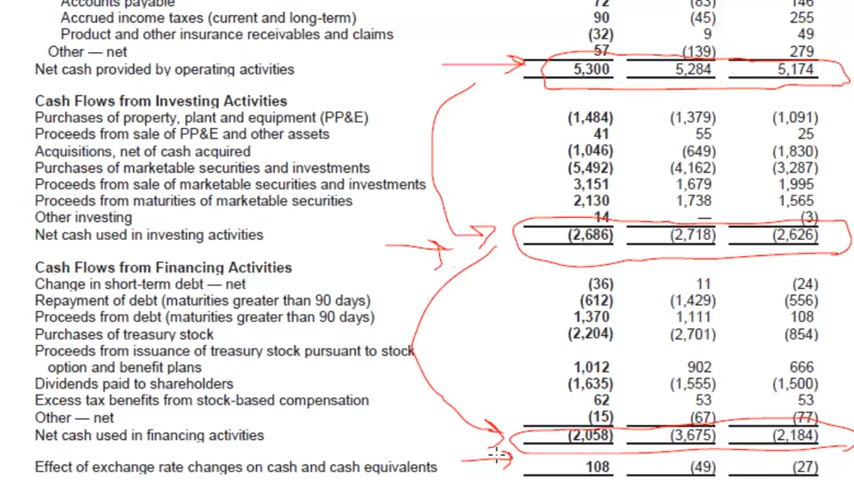 Accounts payable 72 (83) 146
Accrued income taxes (current and long-term) 90 (45) 255
Product and other insurance receivables and claims (32) 9 49
Other — net 57 (139) 279
Net cash provided by operating activities 5,300 5,284 5,174
Cash Flows from Investing Activities
Purchases of property, plant and equipment (PP&E) (1,484) (1,379) (1,091)
Proceeds from sale of PP&E and other assets 41 55 25
Acquisitions, net of cash acquired (1,046) (649) (1,830)
Purchases of marketable securities and investments (5,492) (4,162) (3,287)
Proceeds from sale of marketable securities and investments 3,151 1,679 1,995
Proceeds from maturities of marketable securities 2,130 1,738 1,565
Other investing 14 — (3)
Net cash used in investing activities (2,686) (2,718) (2,626)
Cash Flows from Financing Activities
Change in short-term debt — net (36) 11 (24)
Repayment of debt (maturities greater than 90 days) (612) (1,429) (556)
Proceeds from debt (maturities greater than 90 days) 1,370 1,111 108
Purchases of treasury stock (2,204) (2,701) (854)
Proceeds from issuance of treasury stock pursuant to stock
option and benefit plans 1,012 902 666
Dividends paid to shareholders (1,635) (1,555) (1,500)
Excess tax benefits from stock-based compensation 62 53 53
Other — net (15) (67) (77)
Net cash used in financing activities (2,058) (3,675) (2,184)
Effect of exchange rate changes on cash and cash equivalents 108 (49) (27)